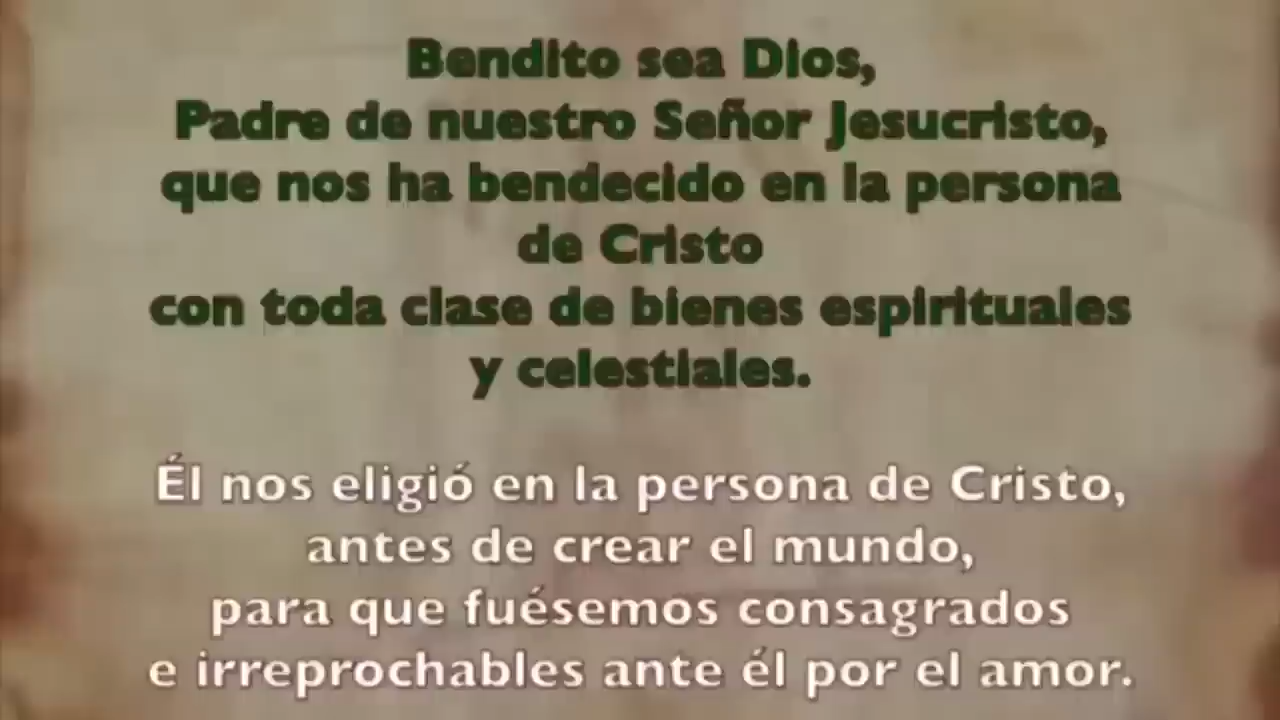 Bendito sea Dios,
Padre de nuestro Señor Jesucristo,
que nos ha bendecido en la persona
de Cristo
con toda clase de bienes espirituales
y celestiales.
Él nos eligió en la persona de Cristo,
antes de crear el mundo,
para que fuésemos consagrados
e irreprochables ante él por el amor.